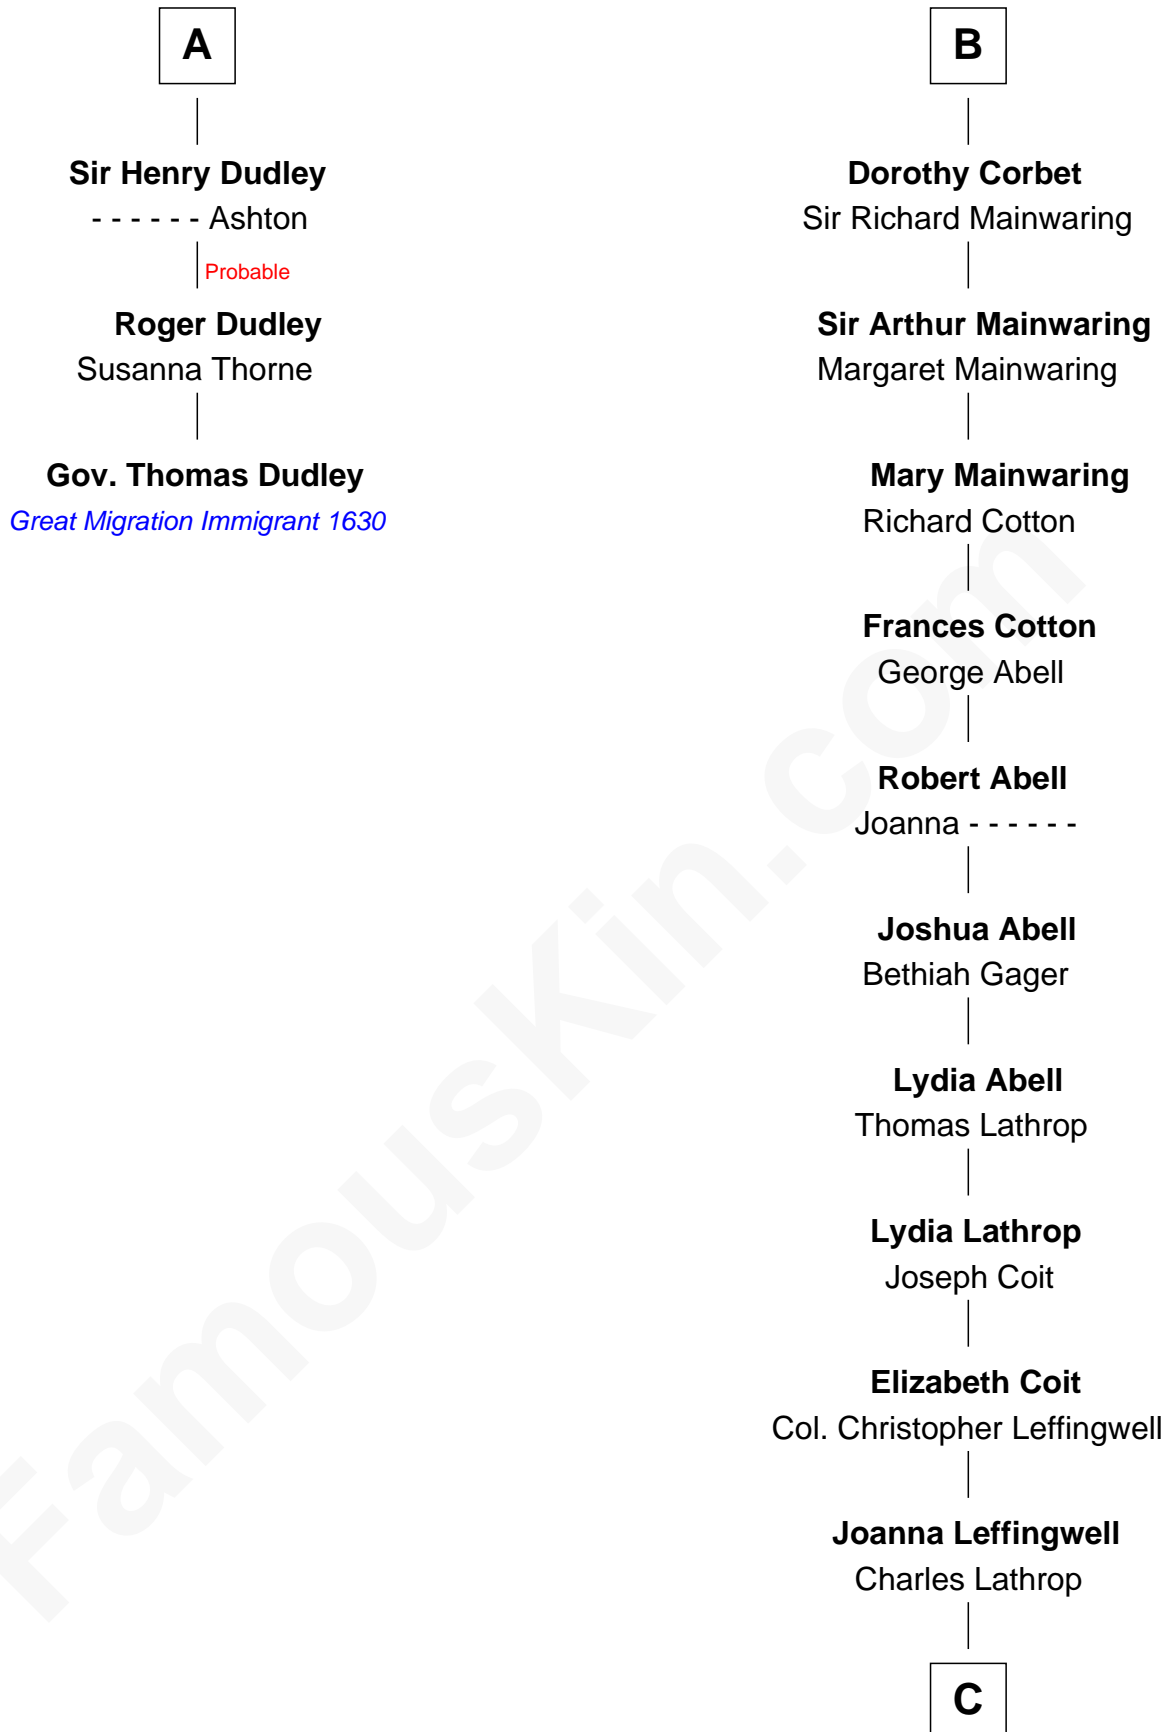 A
Sir Henry Dudley
- - - - - - Ashton
Probable
Roger Dudley
Susanna Thorne
Gov. Thomas Dudley
Great Migration Immigrant 1630
B
Dorothy Corbet
Sir Richard Mainwaring
Sir Arthur Mainwaring
Margaret Mainwaring
Mary Mainwaring
Richard Cotton
Frances Cotton
George Abell
Robert Abell
Joanna - - - - - -
Joshua Abell
Bethiah Gager
Lydia Abell
Thomas Lathrop
Lydia Lathrop
Joseph Coit
Elizabeth Coit
Col. Christopher Leffingwell
Joanna Leffingwell
Charles Lathrop
C
FamousKin.com